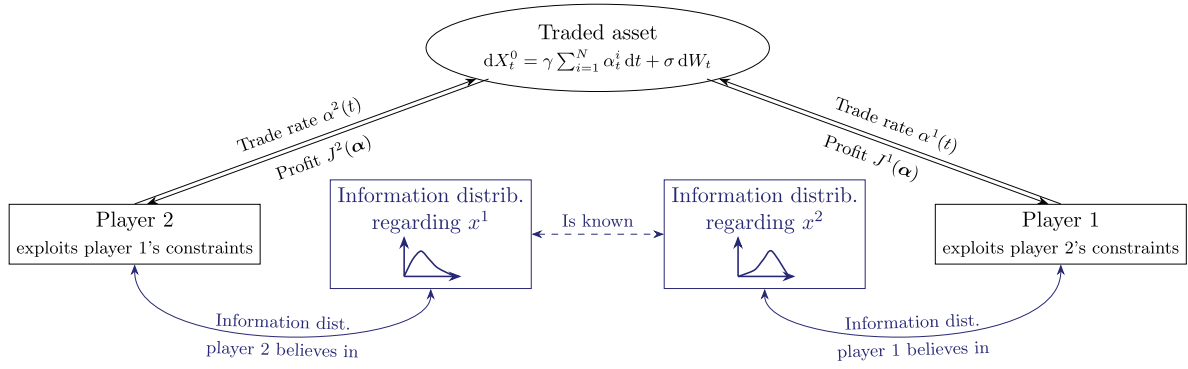 Traded asset
dX_t^0 = γ ∑_{i=1}^N α_t^i dt + σ dW_t
Trade rate α^2(t)
Profit J^2(α)
Trade rate α^1(t)
Profit J^1(α)
Player 2
exploits player 1's constraints
Information distrib.
regarding x^1
Is known
Information distrib.
regarding x^2
Player 1
exploits player 2's constraints
Information dist.
player 2 believes in
Information dist.
player 1 believes in